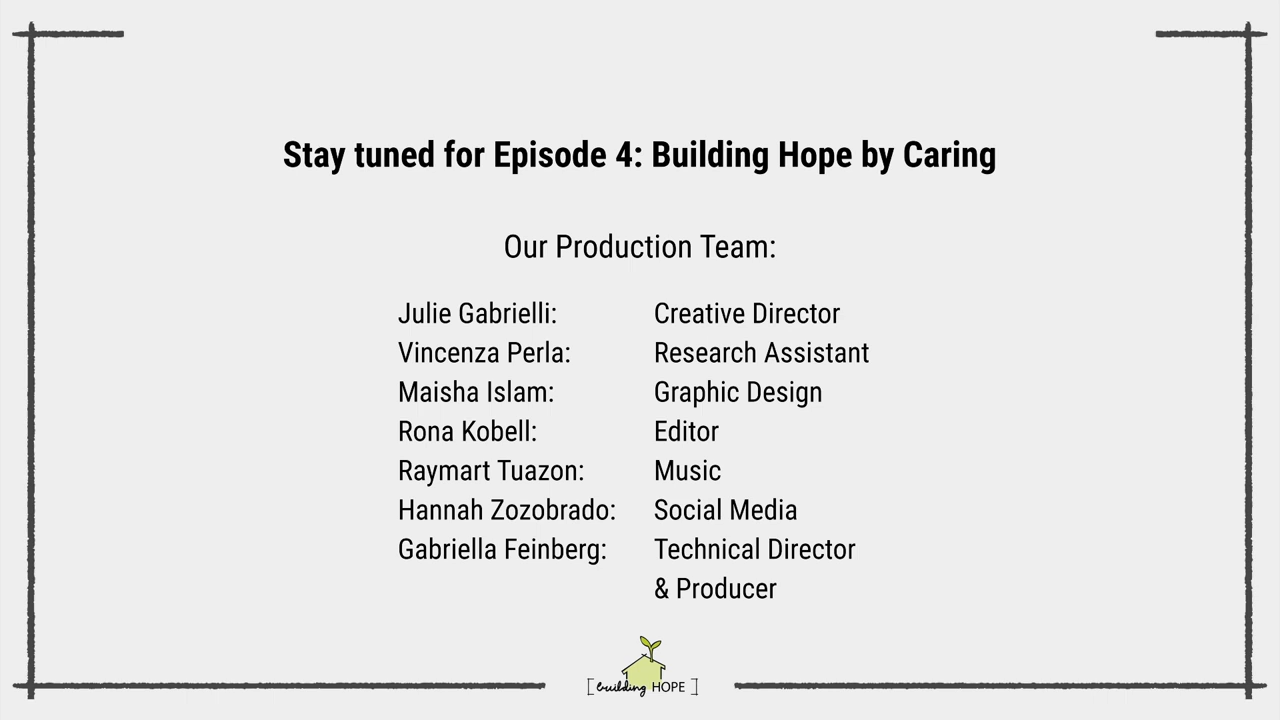 Stay tuned for Episode 4: Building Hope by Caring
Our Production Team:
Julie Gabrielli: Creative Director
Vincenza Perla: Research Assistant
Maisha Islam: Graphic Design
Rona Kobell: Editor
Raymart Tuazon: Music
Hannah Zozobrado: Social Media
Gabriella Feinberg: Technical Director
& Producer
[building HOPE]